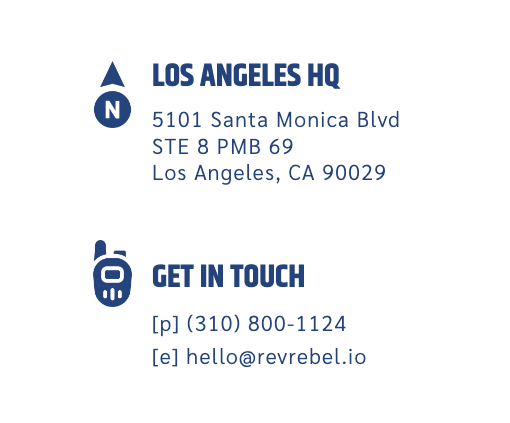 LOS ANGELES HQ
N
5101 Santa Monica Blvd
STE 8 PMB 69
Los Angeles, CA 90029
GET IN TOUCH
[p] (310) 800-1124
[e] hello@revrebel.io